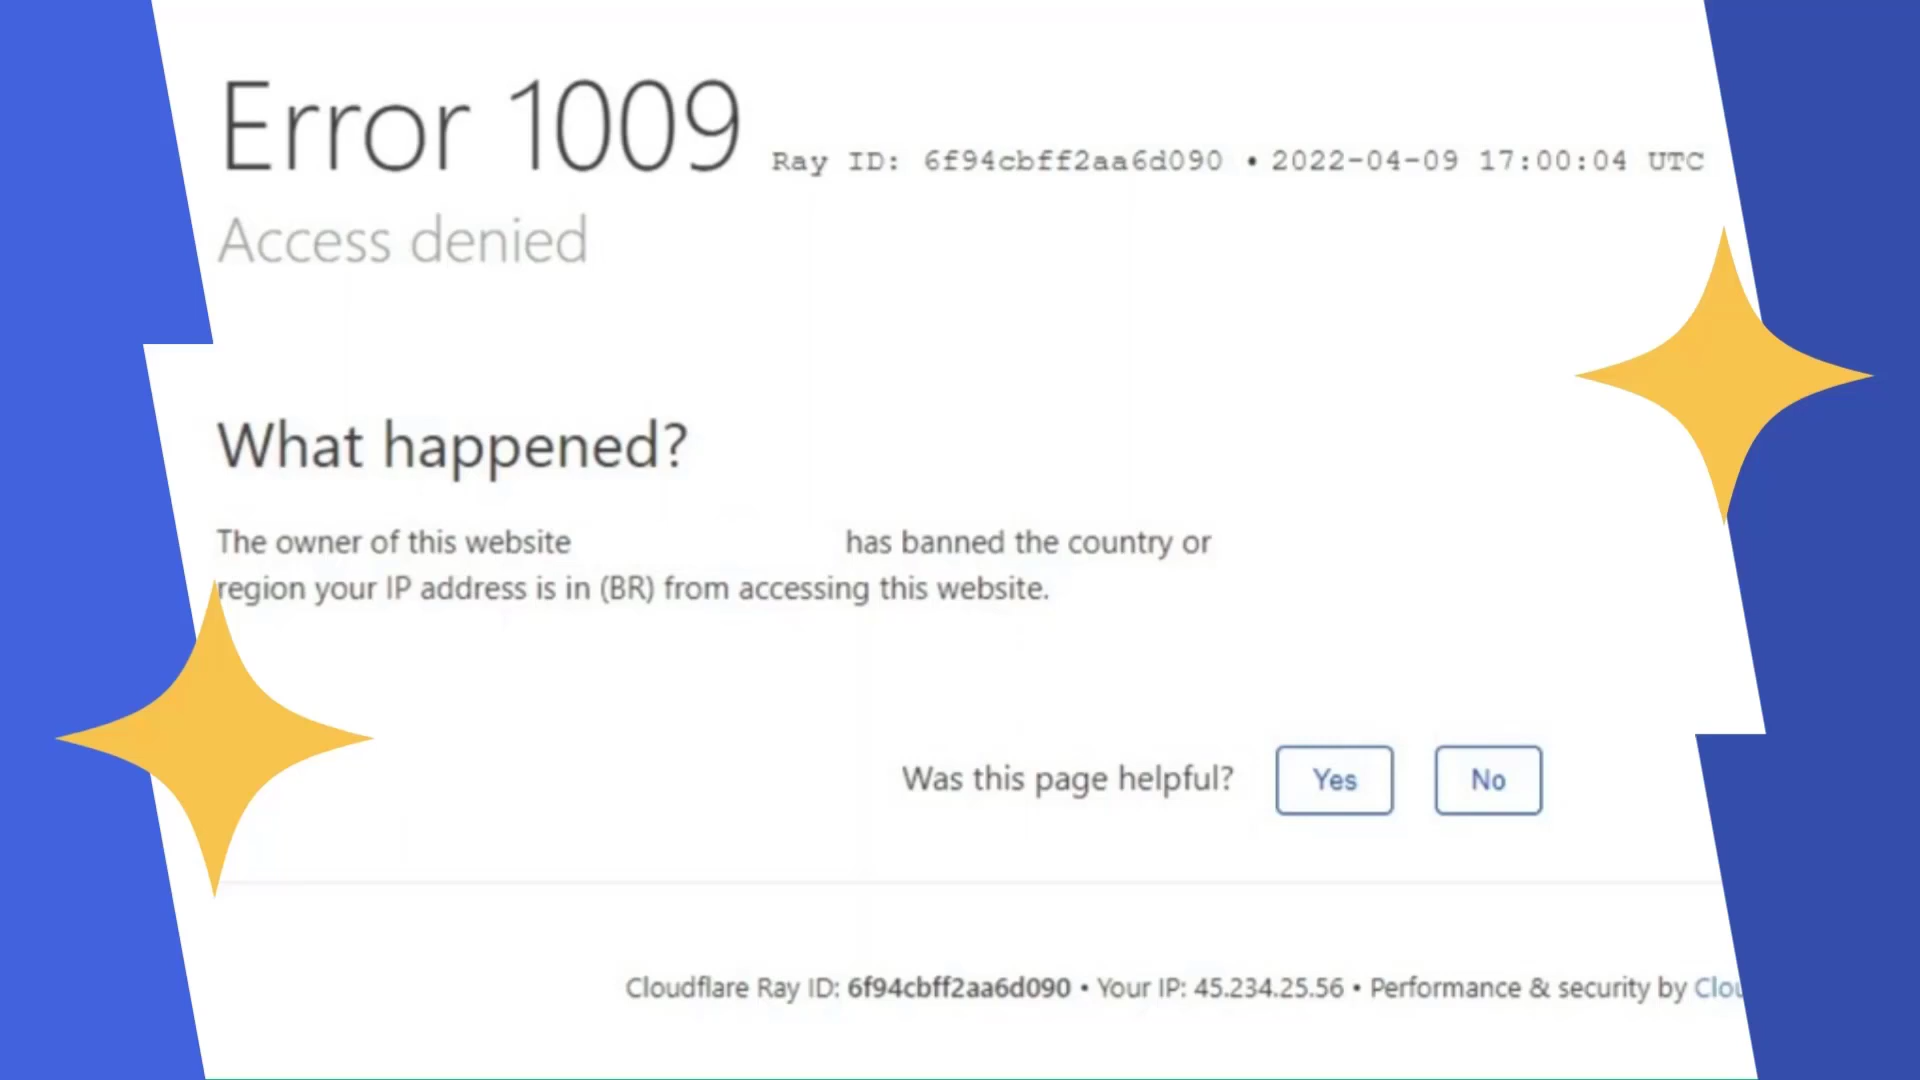 Error 1009 Ray ID: 6f94cbff2aa6d090 • 2022-04-09 17:00:04 UTC
Access denied
What happened?
The owner of this website has banned the country or
region your IP address is in (BR) from accessing this website.
Was this page helpful? Yes No
Cloudflare Ray ID: 6f94cbff2aa6d090 • Your IP: 45.234.25.56 • Performance & security by Clou